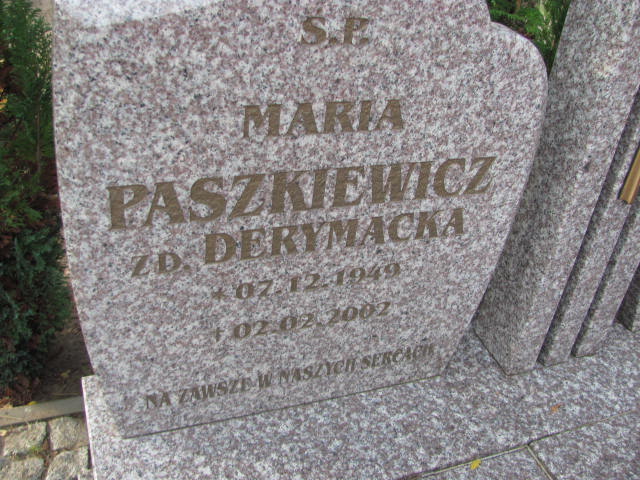 Ś.P.
MARIA
PASZKIEWICZ
ZD. DERYMACKA
* 07.12.1949
† 02.02.2002
NA ZAWSZE W NASZYCH SERCACH